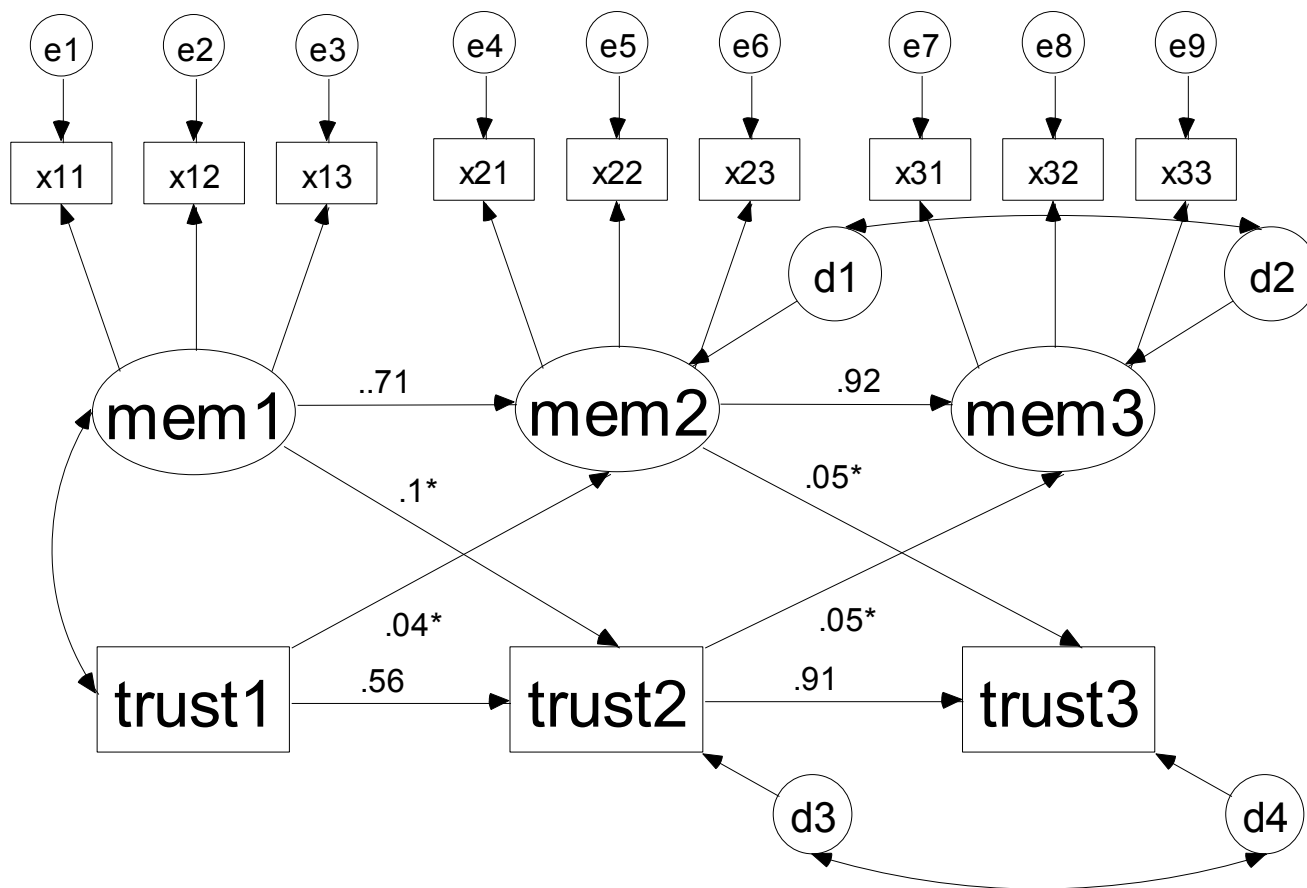 e1 e2 e3 e4 e5 e6 e7 e8 e9
x11 x12 x13 x21 x22 x23 x31 x32 x33
d1 d2
..71 .92
mem1 mem2 mem3
.1* .05*
.04* .05*
.56 .91
trust1 trust2 trust3
d3 d4